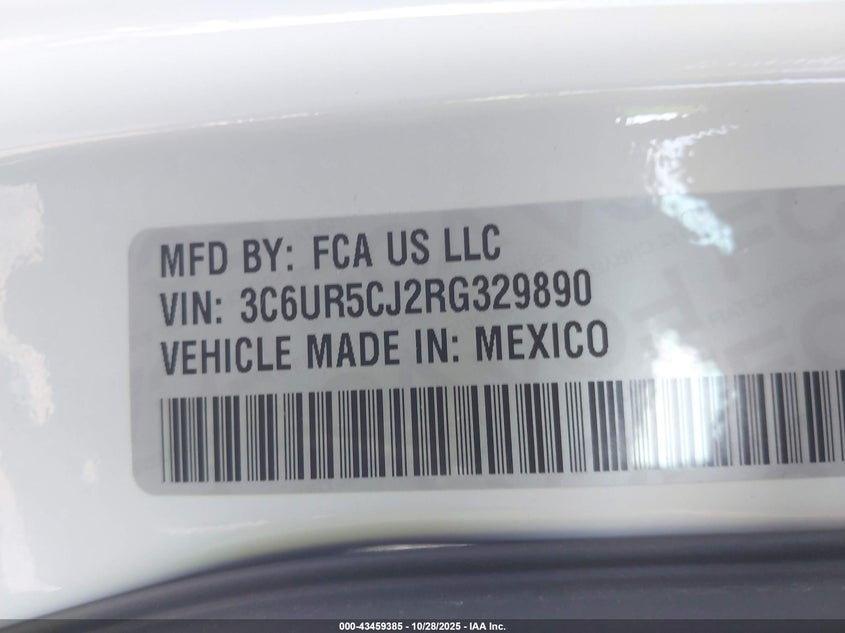 MFD BY: FCA US LLC
VIN: 3C6UR5CJ2RG329890
VEHICLE MADE IN: MEXICO
000-43459385 - 10/28/2025 - IAA Inc.